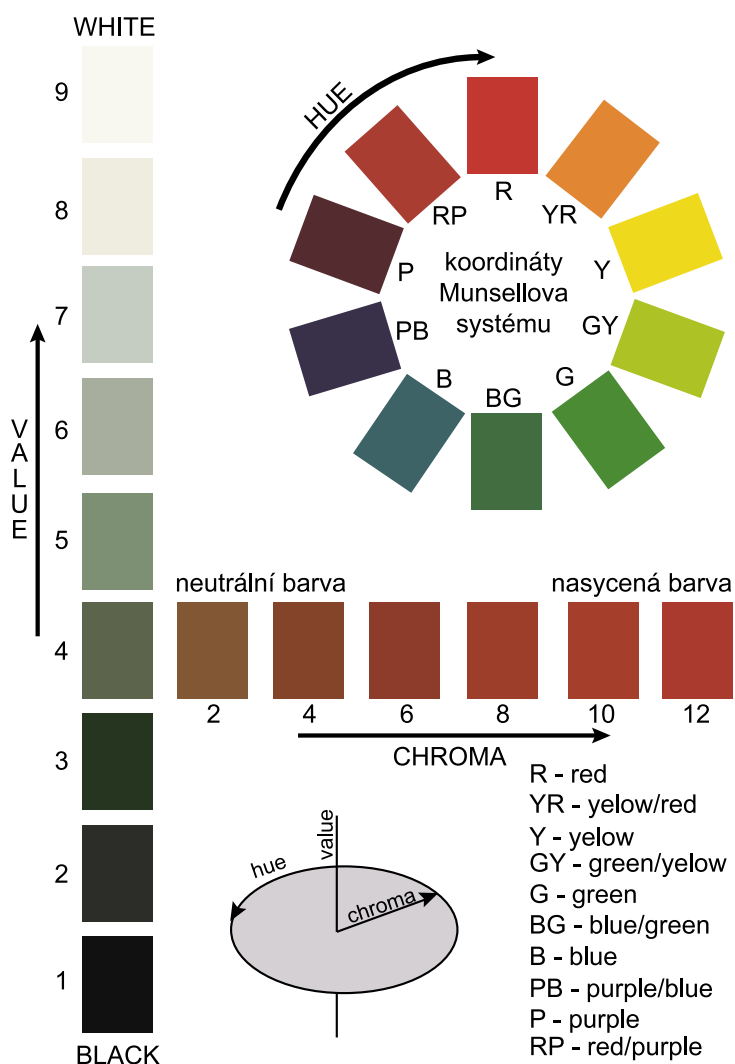 WHITE
9
8
7
6
5
4
3
2
1
BLACK
VALUE
HUE
R
YR
Y
GY
G
BG
B
PB
P
RP
koordináty
Munsellova
systému
neutrální barva
nasycená barva
2 4 6 8 10 12
CHROMA
hue
value
chroma
R - red
YR - yelow/red
Y - yelow
GY - green/yelow
G - green
BG - blue/green
B - blue
PB - purple/blue
P - purple
RP - red/purple